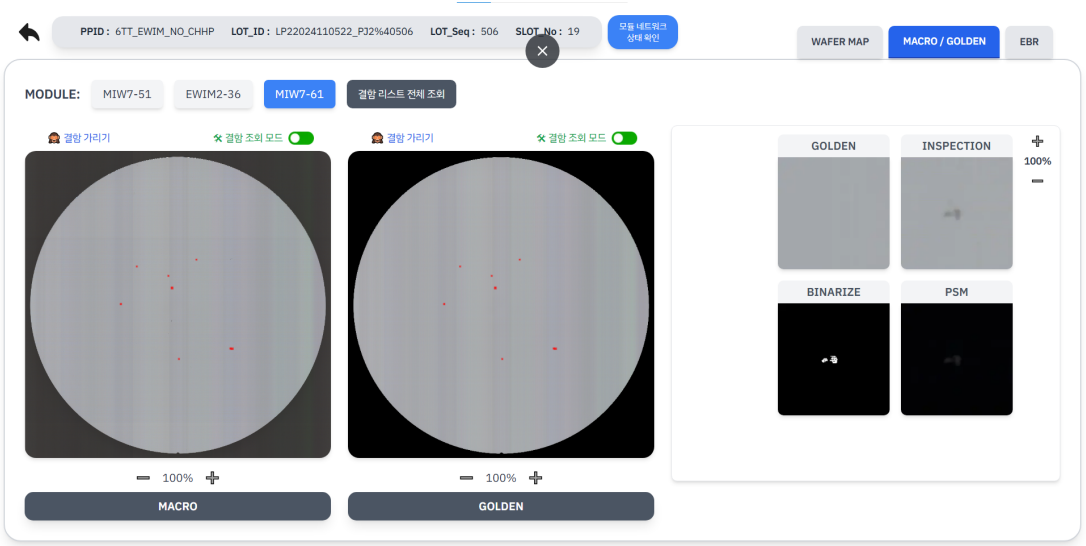 PPID : 6TT_EWIM_NO_CHHP LOT_ID : LP22024110522_PJ2%40506 LOT_Seq : 506 SLOT_No : 19
모듈 네트워크
상태 확인
WAFER MAP MACRO / GOLDEN EBR
MODULE: MIW7-51 EWIM2-36 MIW7-61 결함 리스트 전체 조회
결함 가리기 결함 조회 모드 결함 가리기 결함 조회 모드
GOLDEN INSPECTION
100%
BINARIZE PSM
100% 100%
MACRO GOLDEN